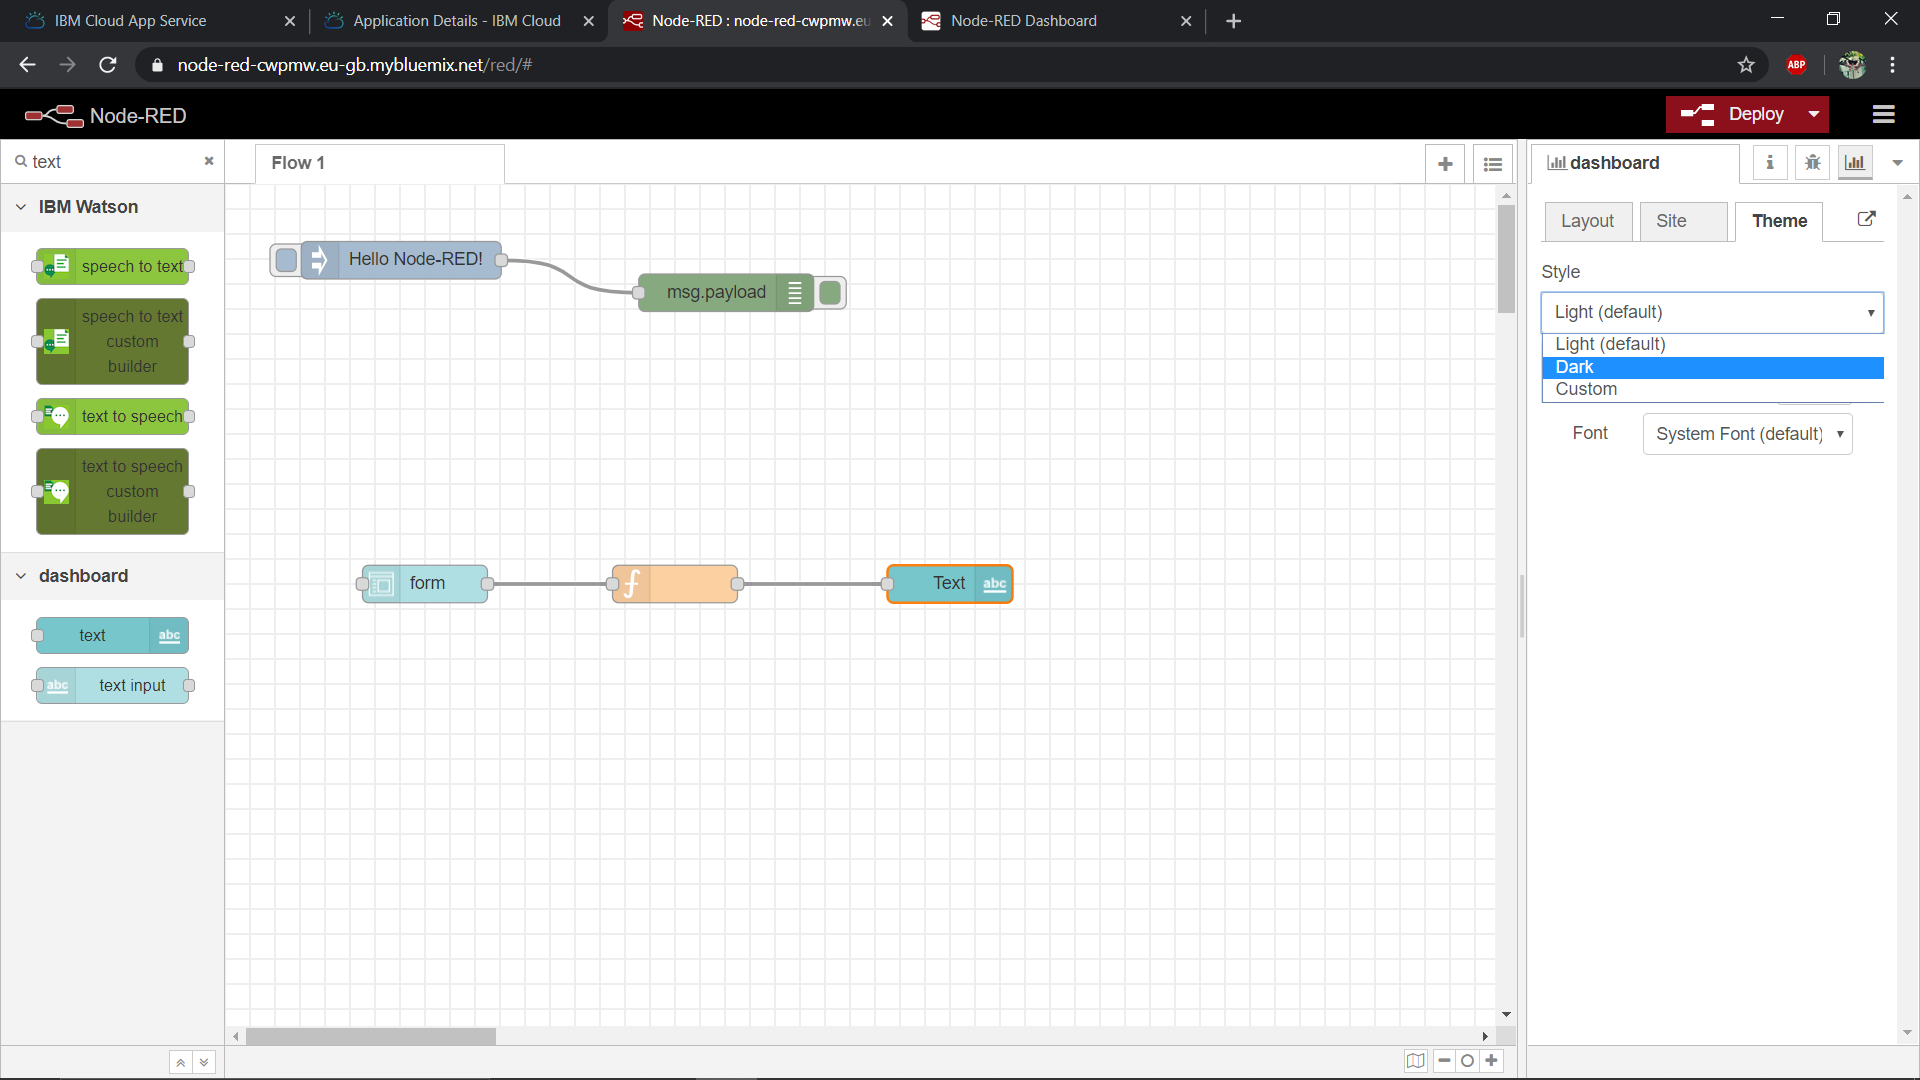 IBM Cloud App Service
Application Details - IBM Cloud
Node-RED : node-red-cwpmw.eu
Node-RED Dashboard
node-red-cwpmw.eu-gb.mybluemix.net/red/#
ABP
Node-RED
Deploy
text
Flow 1
dashboard
i
IBM Watson
Layout
Site
Theme
Hello Node-RED!
speech to text
Style
msg.payload
speech to text
custom
builder
Light (default)
Light (default)
Dark
Custom
text to speech
Font
System Font (default)
text to speech
custom
builder
dashboard
form
f
Text
abc
text
abc
abc
text input